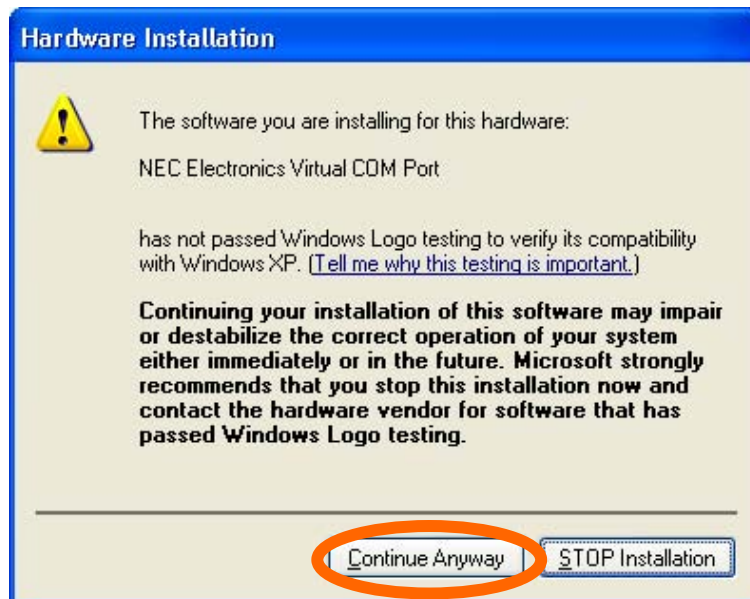 Hardware Installation
The software you are installing for this hardware:
NEC Electronics Virtual COM Port
has not passed Windows Logo testing to verify its compatibility
with Windows XP. (Tell me why this testing is important.)
Continuing your installation of this software may impair
or destabilize the correct operation of your system
either immediately or in the future. Microsoft strongly
recommends that you stop this installation now and
contact the hardware vendor for software that has
passed Windows Logo testing.
Continue Anyway STOP Installation